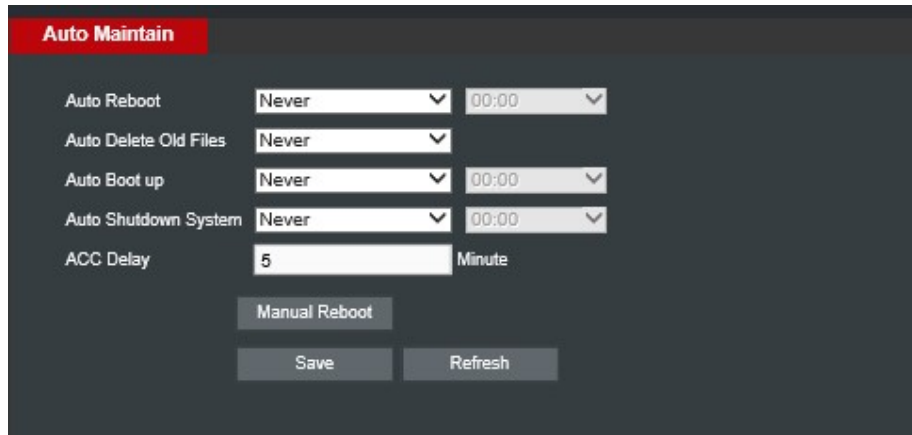 Auto Maintain
Auto Reboot Never 00:00
Auto Delete Old Files Never
Auto Boot up Never 00:00
Auto Shutdown System Never 00:00
ACC Delay 5 Minute
Manual Reboot
Save Refresh